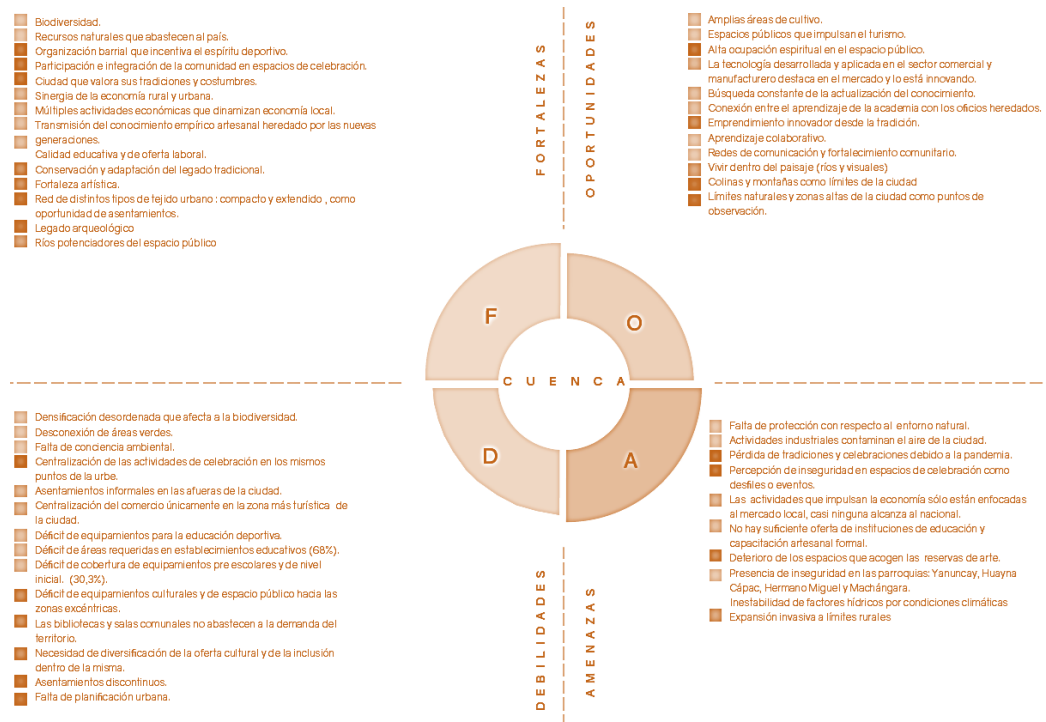 Biodiversidad.
Recursos naturales que abastecen al país.
Organización barrial que incentiva el espíritu deportivo.
Participación e integración de la comunidad en espacios de celebración.
Ciudad que valora sus tradiciones y costumbres.
Sinergia de la economía rural y urbana.
Múltiples actividades económicas que dinamizan economía local.
Transmisión del conocimiento empírico artesanal heredado por las nuevas
generaciones.
Calidad educativa y de oferta laboral.
Conservación y adaptación del legado tradicional.
Fortaleza artística.
Red de distintos tipos de tejido urbano : compacto y extendido , como
oportunidad de asentamientos.
Legado arqueológico
Ríos potenciadores del espacio público
FORTALEZAS
OPORTUNIDADES
Amplias áreas de cultivo.
Espacios públicos que impulsan el turismo.
Alta ocupación espiritual en el espacio público.
La tecnología desarrollada y aplicada en el sector comercial y
manufacturero destaca en el mercado y lo está innovando.
Búsqueda constante de la actualización del conocimiento.
Conexión entre el aprendizaje de la academia con los oficios heredados.
Emprendimiento innovador desde la tradición.
Aprendizaje colaborativo.
Redes de comunicación y fortalecimiento comunitario.
Vivir dentro del paisaje (ríos y visuales)
Colinas y montañas como límites de la ciudad
Límites naturales y zonas altas de la ciudad como puntos de
observación.
F
O
CUENCA
D
A
Densificación desordenada que afecta a la biodiversidad.
Desconexión de áreas verdes.
Falta de conciencia ambiental.
Centralización de las actividades de celebración en los mismos
puntos de la urbe.
Asentamientos informales en las afueras de la ciudad.
Centralización del comercio únicamente en la zona más turística de
la ciudad.
Déficit de equipamientos para la educación deportiva.
Déficit de áreas requeridas en establecimientos educativos (68%).
Déficit de cobertura de equipamientos pre escolares y de nivel
inicial. (30,3%).
Déficit de equipamientos culturales y de espacio público hacia las
zonas excéntricas.
Las bibliotecas y salas comunales no abastecen a la demanda del
territorio.
Necesidad de diversificación de la oferta cultural y de la inclusión
dentro de la misma.
Asentamientos discontinuos.
Falta de planificación urbana.
DEBILIDADES
AMENAZAS
Falta de protección con respecto al entorno natural.
Actividades industriales contaminan el aire de la ciudad.
Pérdida de tradiciones y celebraciones debido a la pandemia.
Percepción de inseguridad en espacios de celebración como
desfiles o eventos.
Las actividades que impulsan la economía sólo están enfocadas
al mercado local, casi ninguna alcanza al nacional.
No hay suficiente oferta de instituciones de educación y
capacitación artesanal formal.
Deterioro de los espacios que acogen las reservas de arte.
Presencia de inseguridad en las parroquias: Yanuncay, Huayna
Cápac, Hermano Miguel y Machángara.
Inestabilidad de factores hídricos por condiciones climáticas
Expansión invasiva a límites rurales